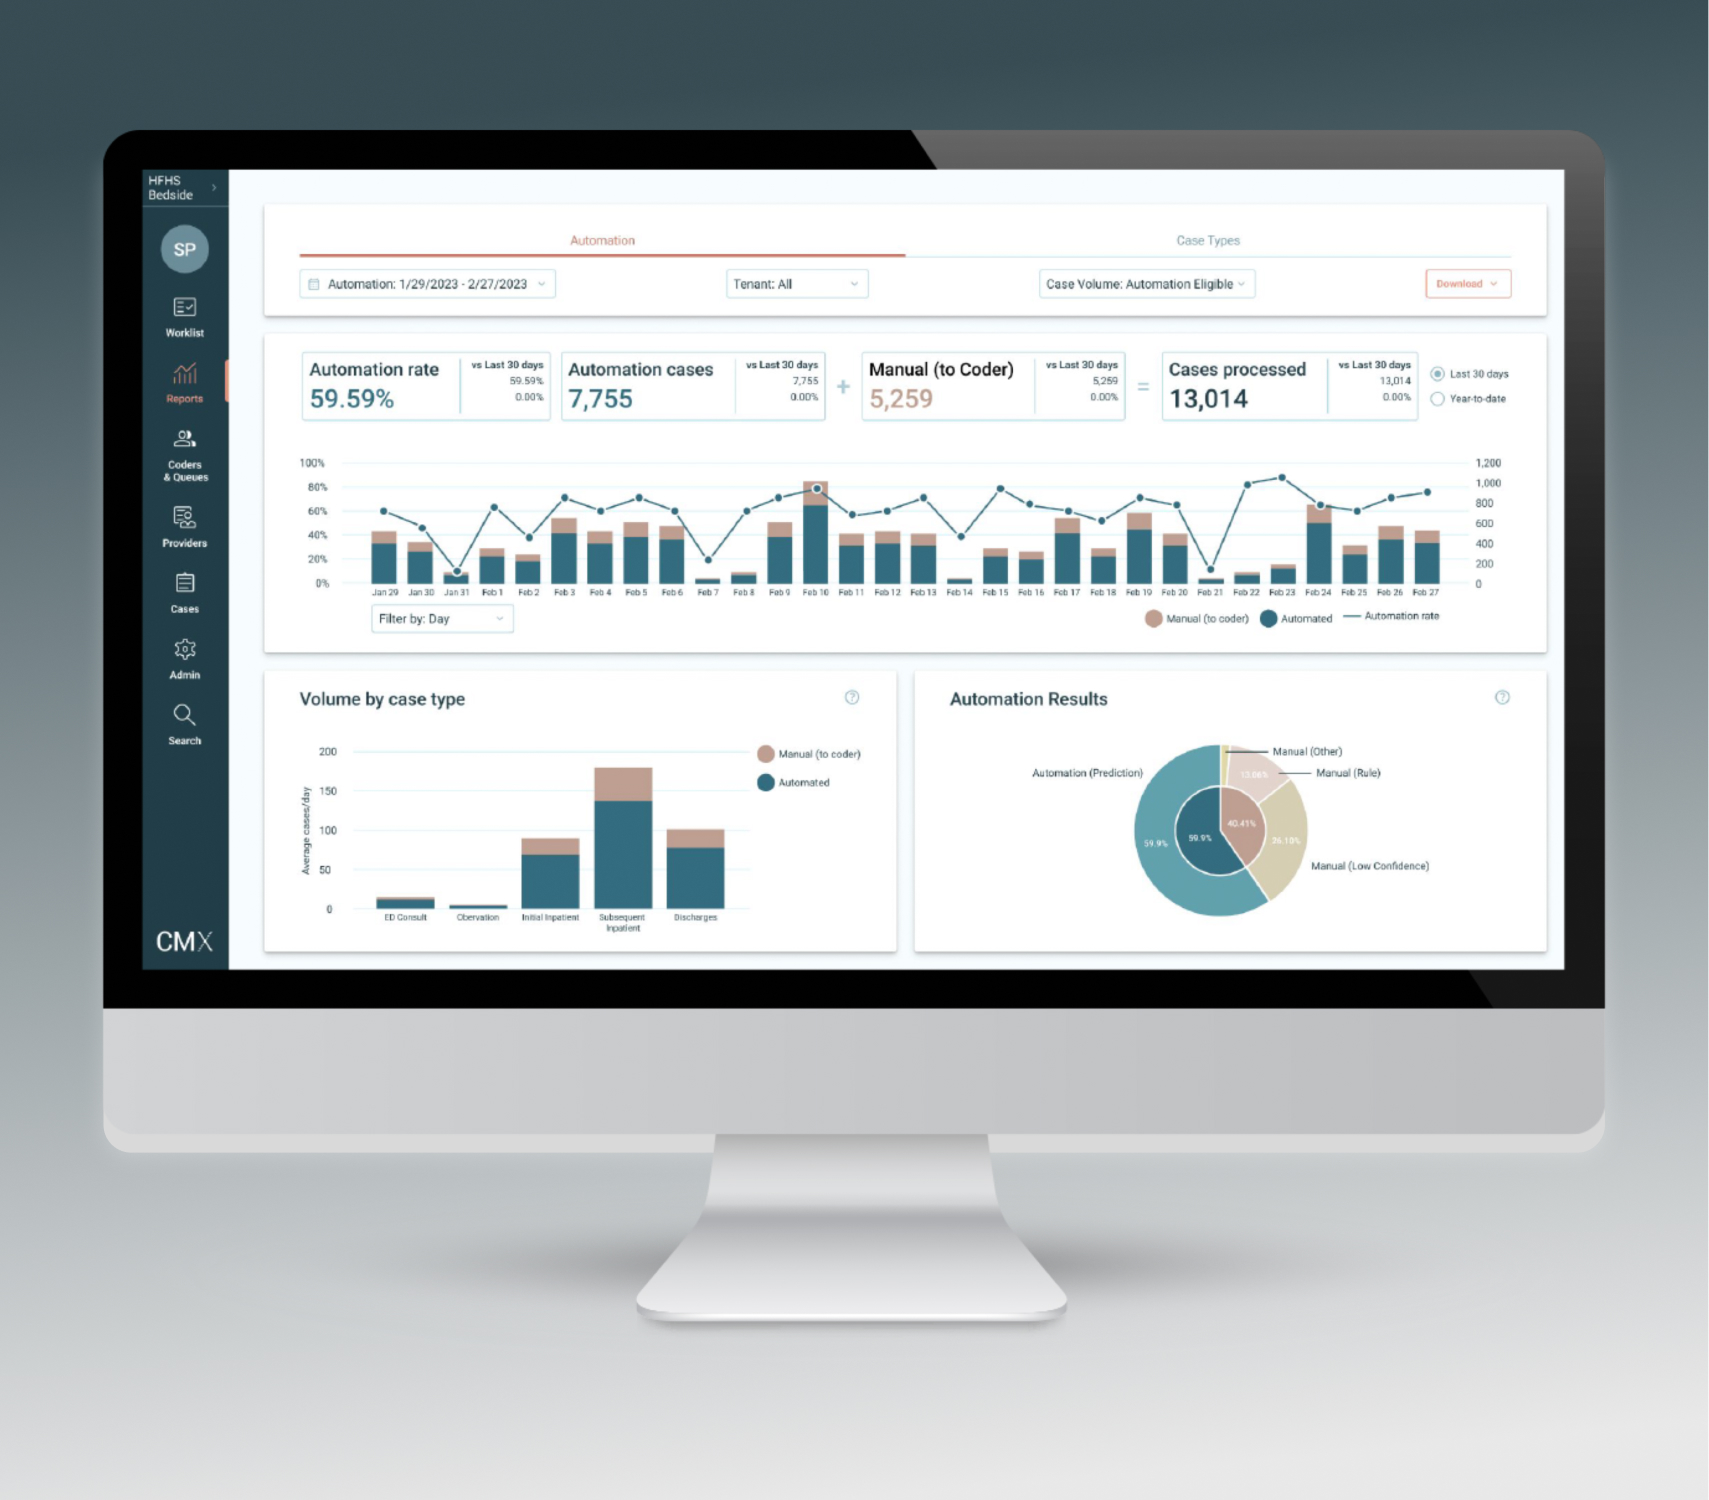 HFHS
Bedside
SP
Worklist
Reports
Coders
& Queues
Providers
Cases
Admin
Search
CMX
Automation
Case Types
Automation: 1/29/2023 - 2/27/2023
Tenant: All
Case Volume: Automation Eligible
Download
Automation rate
59.59%
vs Last 30 days
59.59%
0.00%
Automation cases
7,755
vs Last 30 days
7,755
0.00%
+
Manual (to Coder)
5,259
vs Last 30 days
5,259
0.00%
=
Cases processed
13,014
vs Last 30 days
13,014
0.00%
Last 30 days
Year-to-date
100%
80%
60%
40%
20%
0%
1,200
1,000
800
600
400
200
0
Jan 29 Jan 30 Jan 31 Feb 1 Feb 2 Feb 3 Feb 4 Feb 5 Feb 6 Feb 7 Feb 8 Feb 9 Feb 10 Feb 11 Feb 12 Feb 13 Feb 14 Feb 15 Feb 16 Feb 17 Feb 18 Feb 19 Feb 20 Feb 21 Feb 22 Feb 23 Feb 24 Feb 25 Feb 26 Feb 27
Filter by: Day
Manual (to coder) Automated Automation rate
Volume by case type
?
Average cases/day
200
150
100
50
0
ED Consult
Obervation
Initial Inpatient
Subsequent
Inpatient
Discharges
Manual (to coder)
Automated
Automation Results
?
Manual (Other)
Automation (Prediction)
Manual (Rule)
13.06%
40.41%
59.9%
59.9%
26.10%
Manual (Low Confidence)